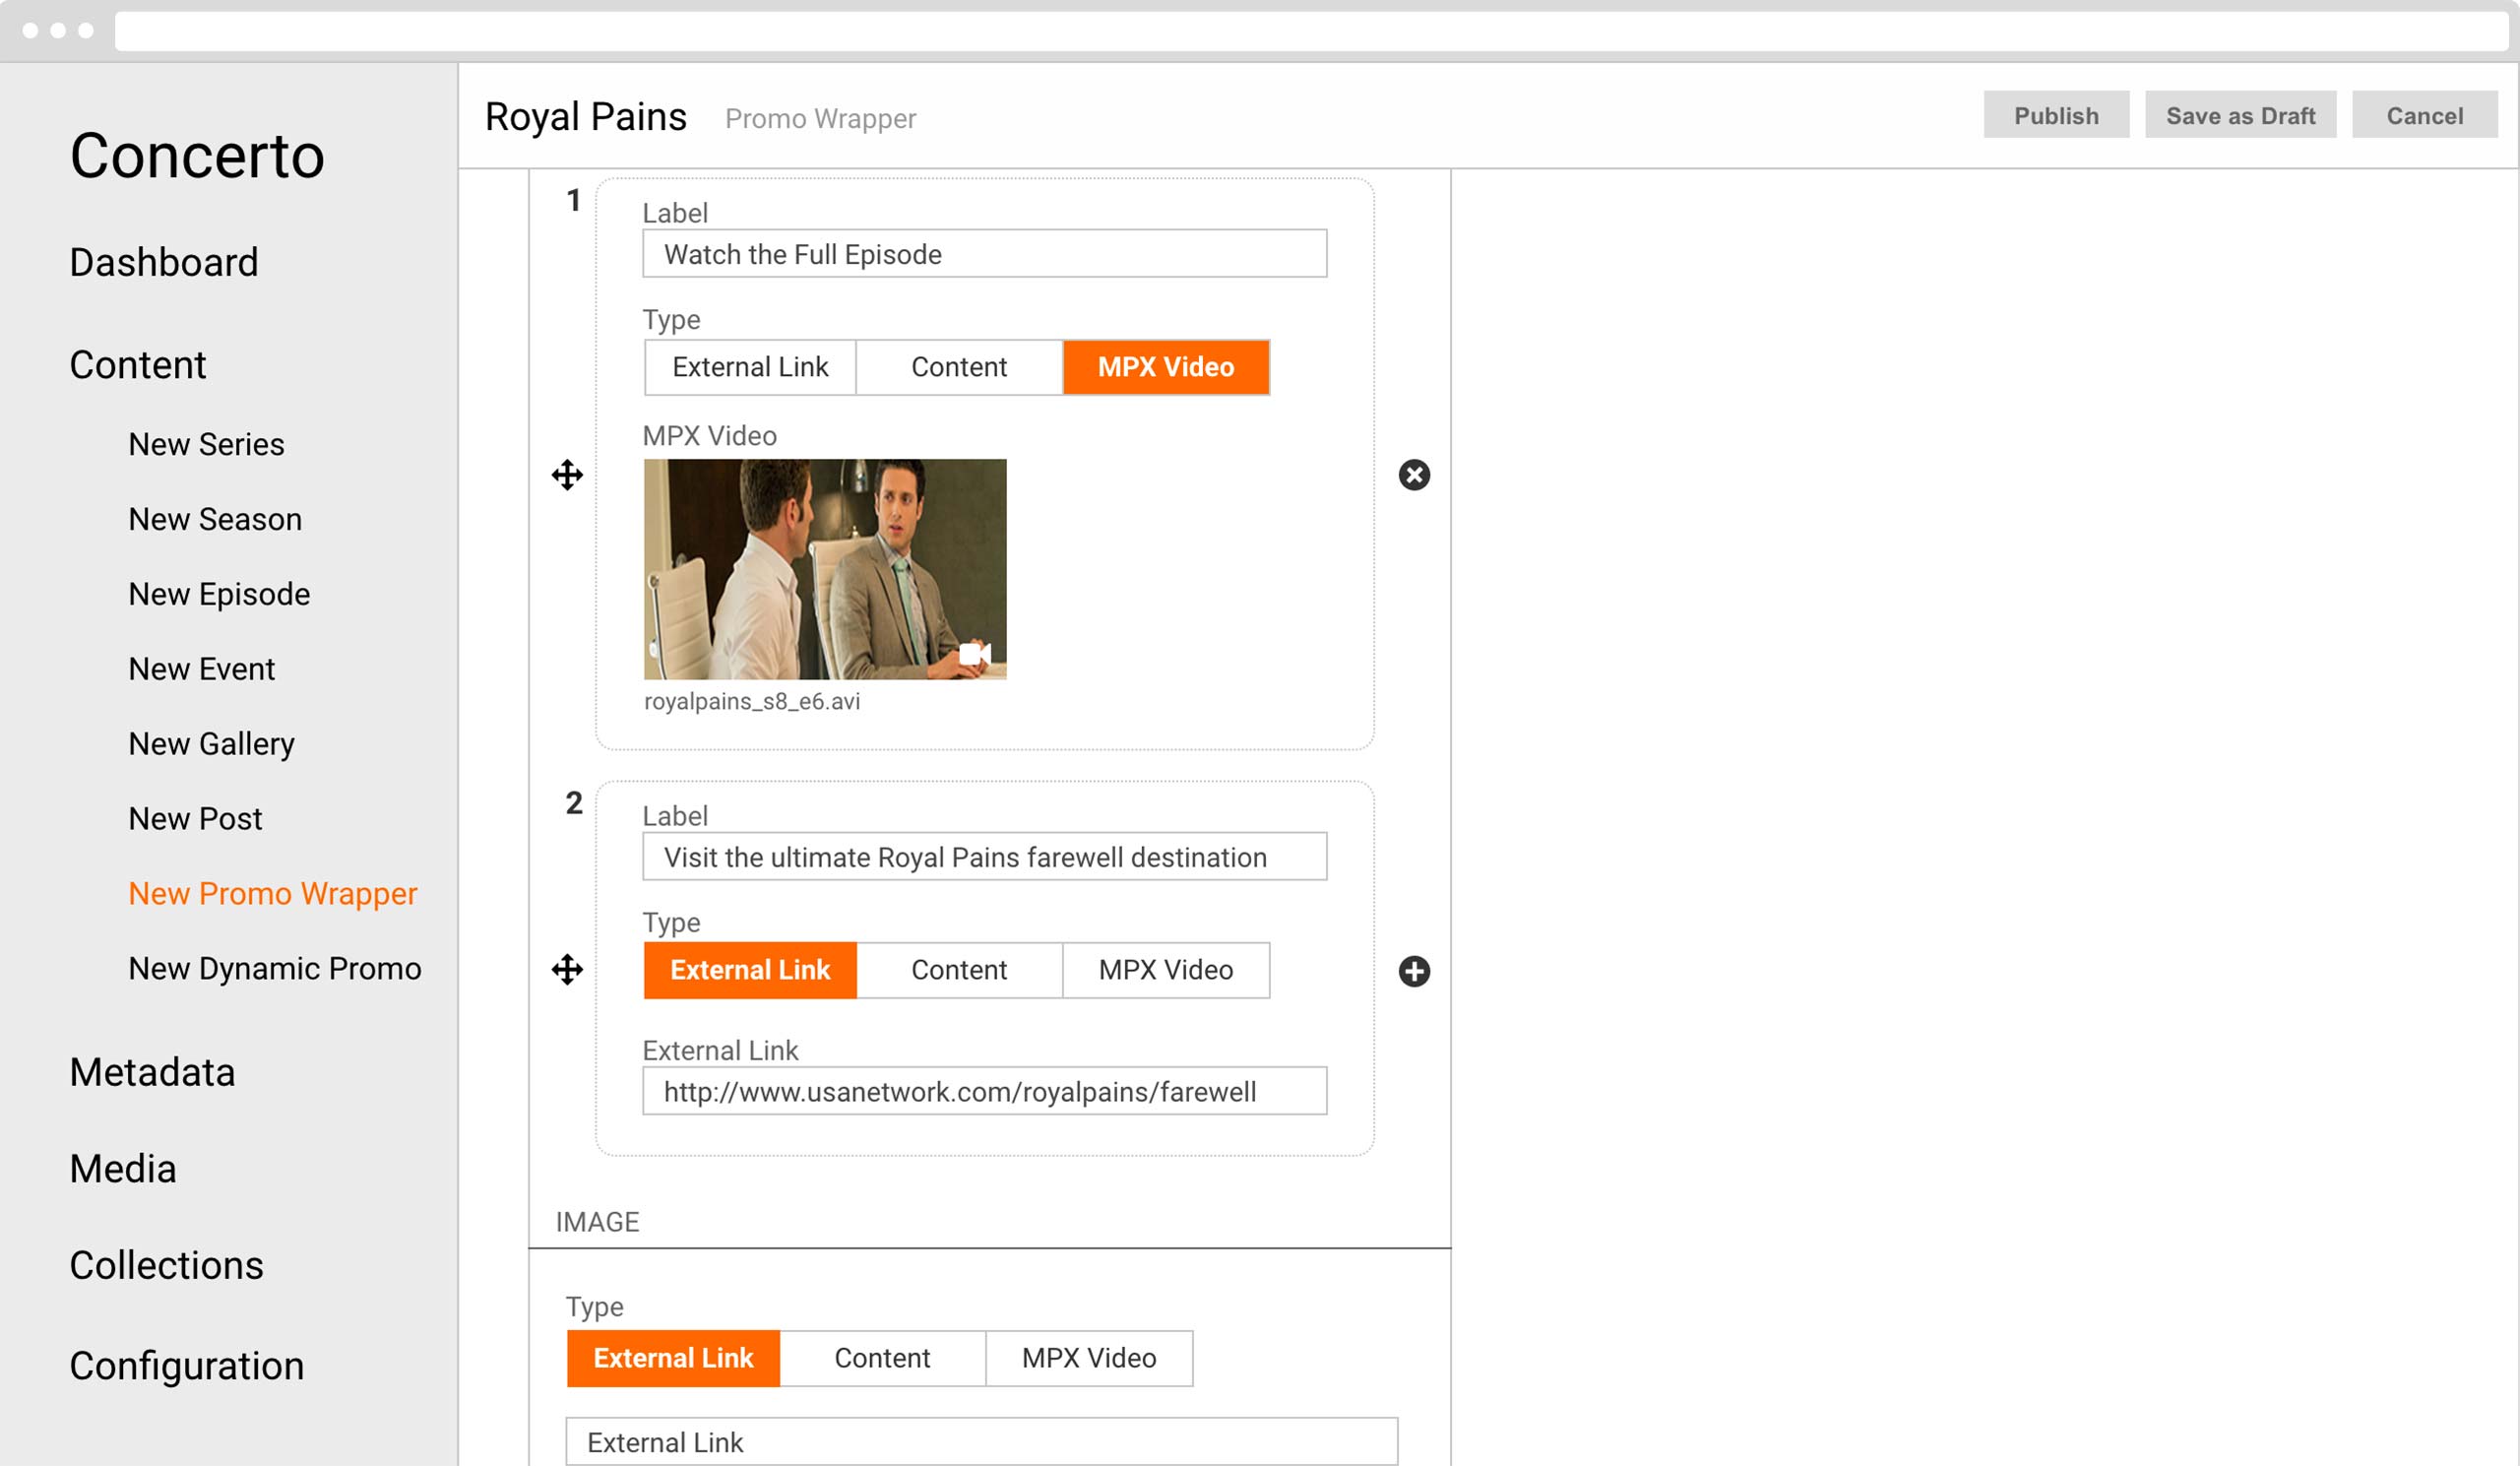 Concerto
Dashboard
Content
New Series
New Season
New Episode
New Event
New Gallery
New Post
New Promo Wrapper
New Dynamic Promo
Metadata
Media
Collections
Configuration
Royal Pains Promo Wrapper
Publish Save as Draft Cancel
1
Label
Watch the Full Episode
Type
External Link Content MPX Video
MPX Video
royalpains_s8_e6.avi
2
Label
Visit the ultimate Royal Pains farewell destination
Type
External Link Content MPX Video
External Link
http://www.usanetwork.com/royalpains/farewell
IMAGE
Type
External Link Content MPX Video
External Link